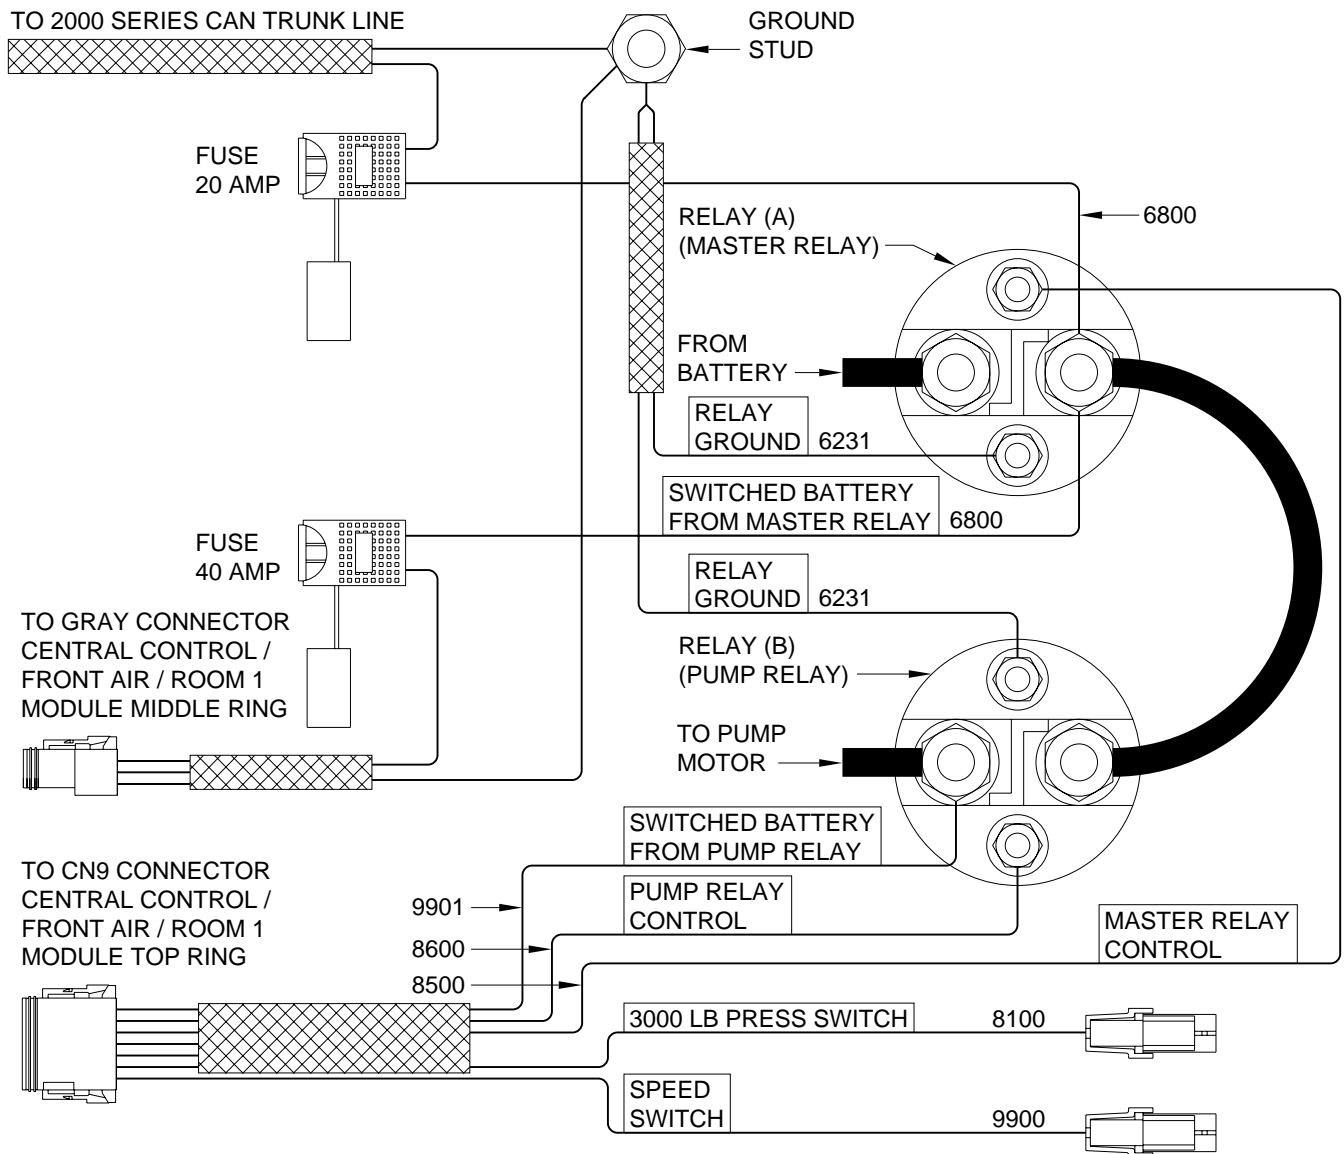 TO 2000 SERIES CAN TRUNK LINE
GROUND
STUD
FUSE
20 AMP
RELAY (A)
(MASTER RELAY)
6800
FROM
BATTERY
RELAY
GROUND 6231
SWITCHED BATTERY
FROM MASTER RELAY 6800
FUSE
40 AMP
RELAY
GROUND 6231
TO GRAY CONNECTOR
CENTRAL CONTROL /
FRONT AIR / ROOM 1
MODULE MIDDLE RING
RELAY (B)
(PUMP RELAY)
TO PUMP
MOTOR
SWITCHED BATTERY
FROM PUMP RELAY
TO CN9 CONNECTOR
CENTRAL CONTROL /
FRONT AIR / ROOM 1
MODULE TOP RING
9901
8600
8500
PUMP RELAY
CONTROL
MASTER RELAY
CONTROL
3000 LB PRESS SWITCH 8100
SPEED
SWITCH 9900